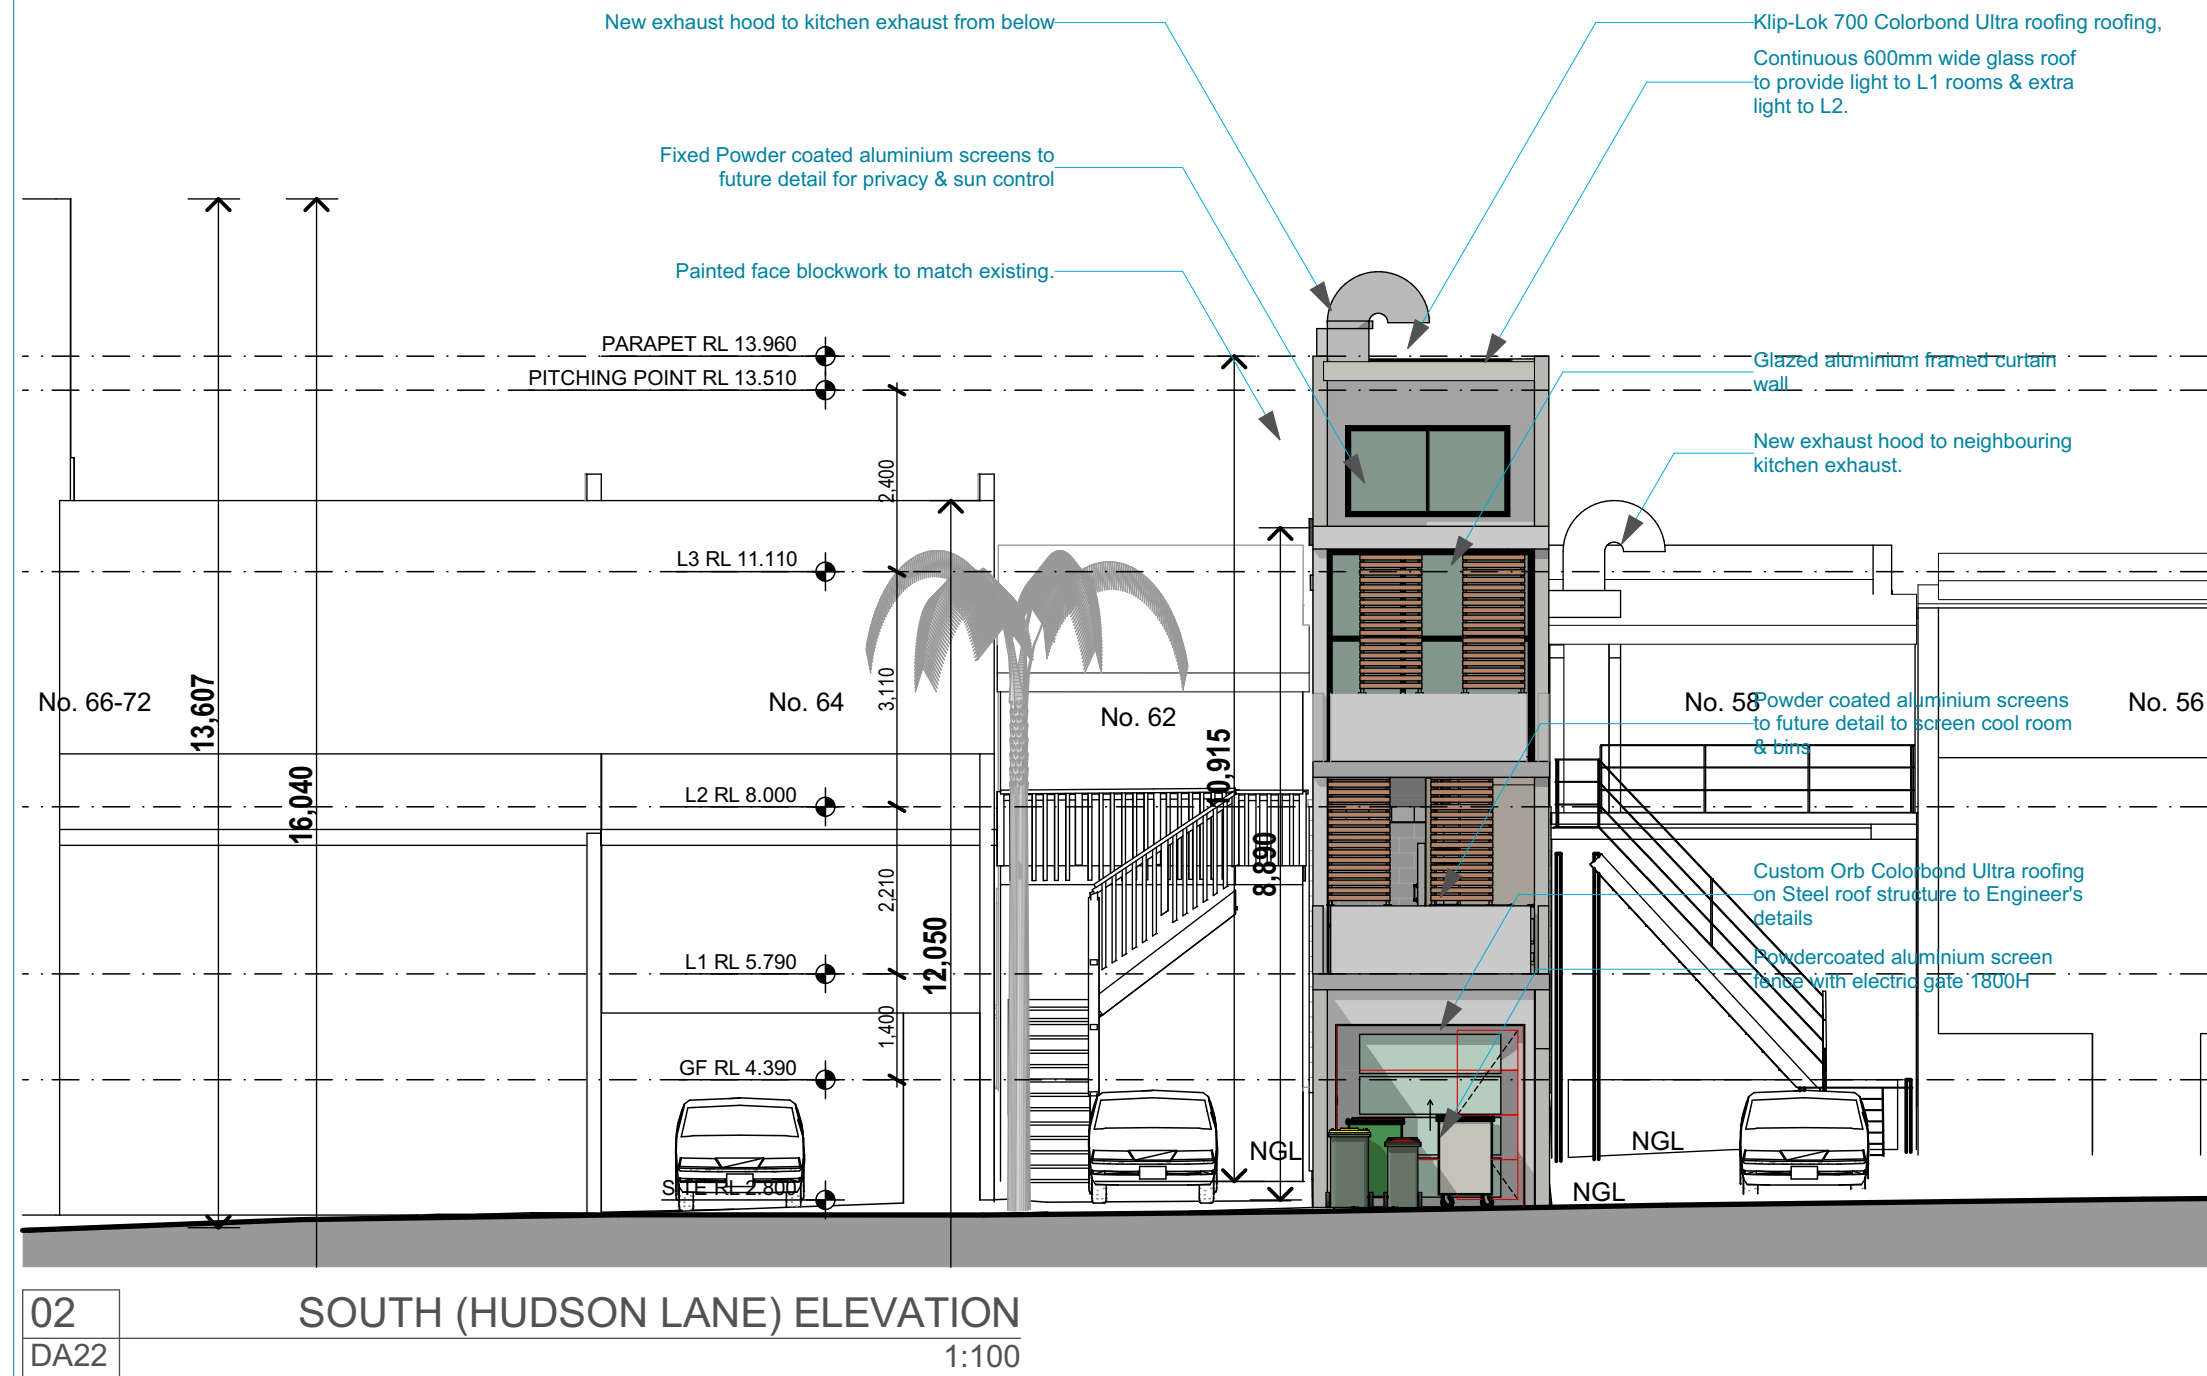 New exhaust hood to kitchen exhaust from below
Klip-Lok 700 Colorbond Ultra roofing roofing,
Continuous 600mm wide glass roof
to provide light to L1 rooms & extra
light to L2.
Fixed Powder coated aluminium screens to
future detail for privacy & sun control
Painted face blockwork to match existing.
PARAPET RL 13.960
PITCHING POINT RL 13.510
Glazed aluminium framed curtain
wall
New exhaust hood to neighbouring
kitchen exhaust.
2,400
L3 RL 11.110
No. 66-72
13,607
No. 64
3,110
No. 62
10,915
No. 58
Powder coated aluminium screens
to future detail to screen cool room
& bins
No. 56
16,040
L2 RL 8.000
8,890
2,210
Custom Orb Colorbond Ultra roofing
on Steel roof structure to Engineer's
details
12,050
L1 RL 5.790
Powdercoated aluminium screen
fence with electric gate 1800H
1,400
GF RL 4.390
NGL
NGL
NGL
SITE RL 2.800
02
SOUTH (HUDSON LANE) ELEVATION
DA22
1:100